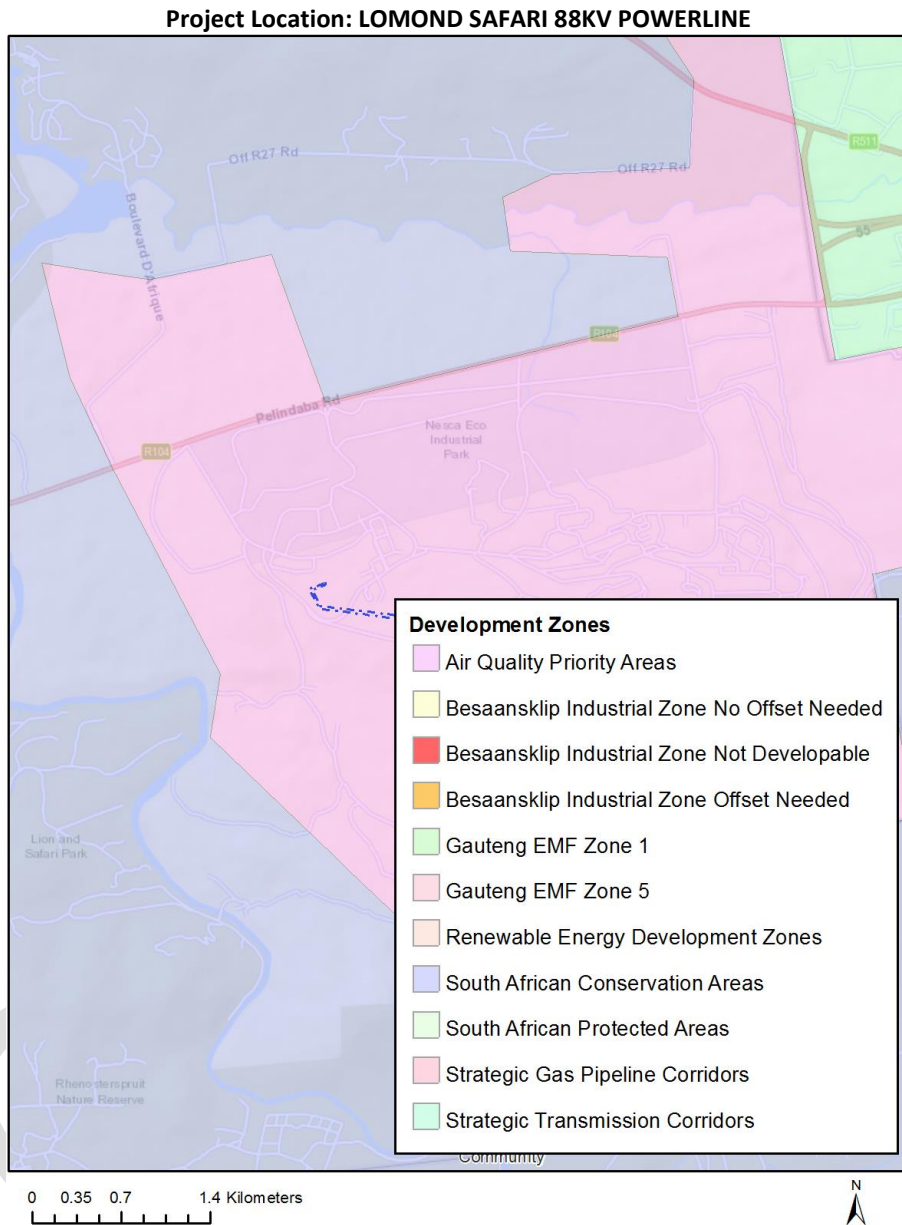 Project Location: LOMOND SAFARI 88KV POWERLINE
Off R27 Rd
Off R27 Rd
R511
Boulevard D'Afrique
55
R104
Pelindaba Rd
Nesca Eco
Industrial
Park
R104
Development Zones
Air Quality Priority Areas
Besaansklip Industrial Zone No Offset Needed
Besaansklip Industrial Zone Not Developable
Besaansklip Industrial Zone Offset Needed
Gauteng EMF Zone 1
Gauteng EMF Zone 5
Renewable Energy Development Zones
South African Conservation Areas
South African Protected Areas
Strategic Gas Pipeline Corridors
Strategic Transmission Corridors
Lion and
Safari Park
Rhenosterspruit
Nature Reserve
Community
0 0.35 0.7 1.4 Kilometers
N